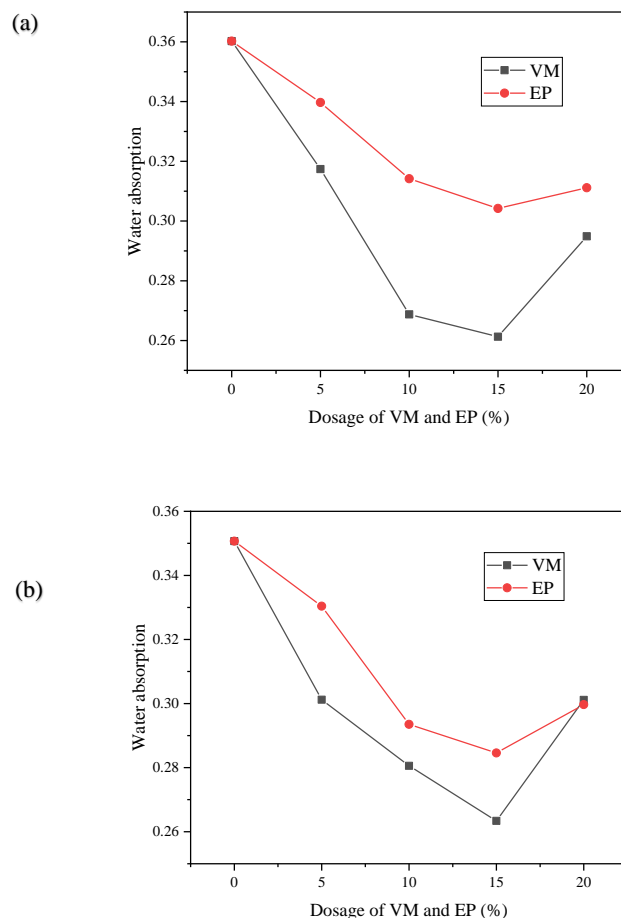 (a)
0.36
0.34
0.32
0.30
0.28
0.26
Water absorption
VM
EP
0 5 10 15 20
Dosage of VM and EP (%)
(b)
0.36
0.34
0.32
0.30
0.28
0.26
Water absorption
VM
EP
0 5 10 15 20
Dosage of VM and EP (%)